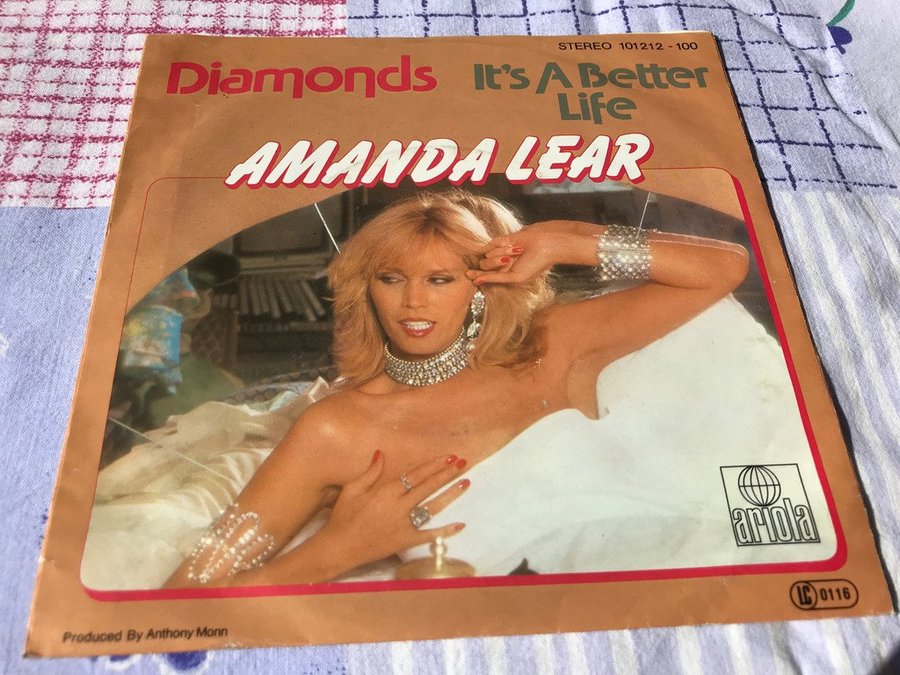 STEREO 101212 - 100
Diamonds
It's A Better
Life
AMANDA LEAR
ariola
LC 0116
Produced By Anthony Monn